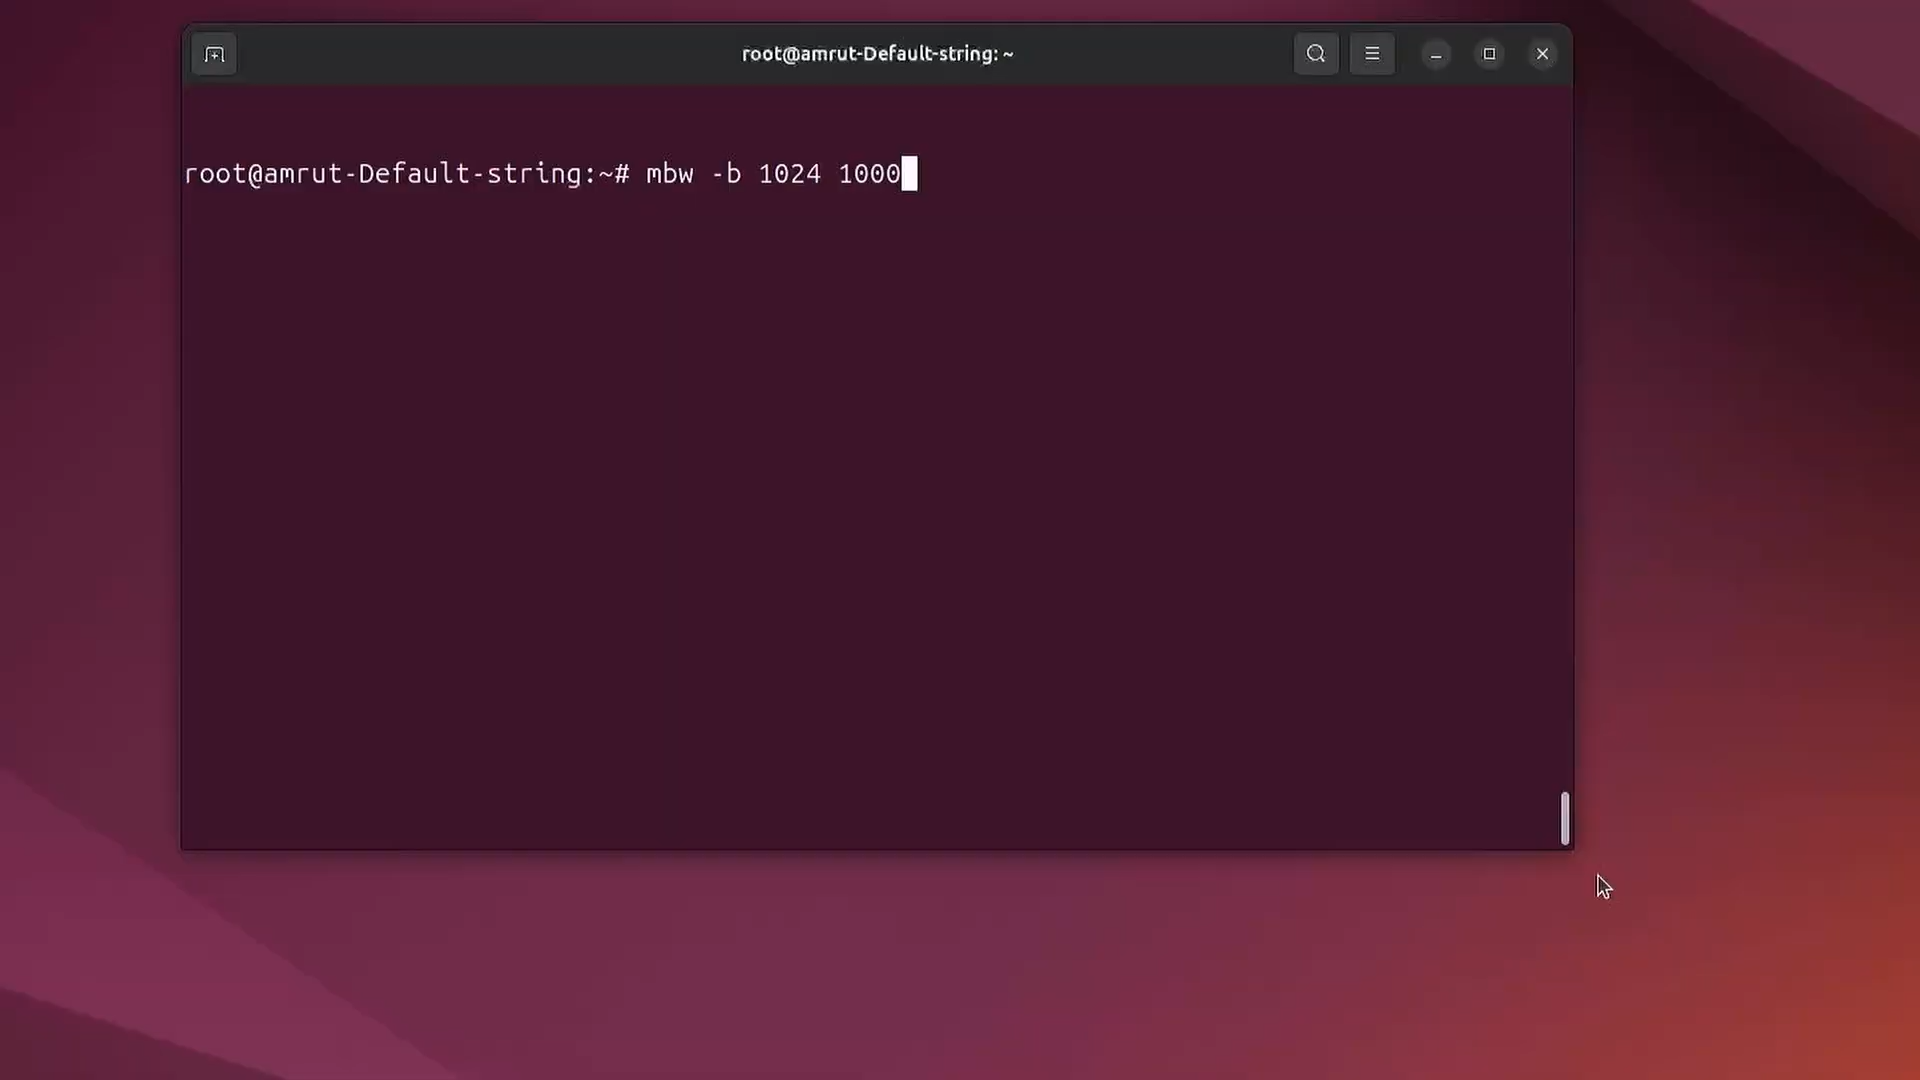 root@amrut-Default-string: ~
root@amrut-Default-string:~# mbw -b 1024 1000